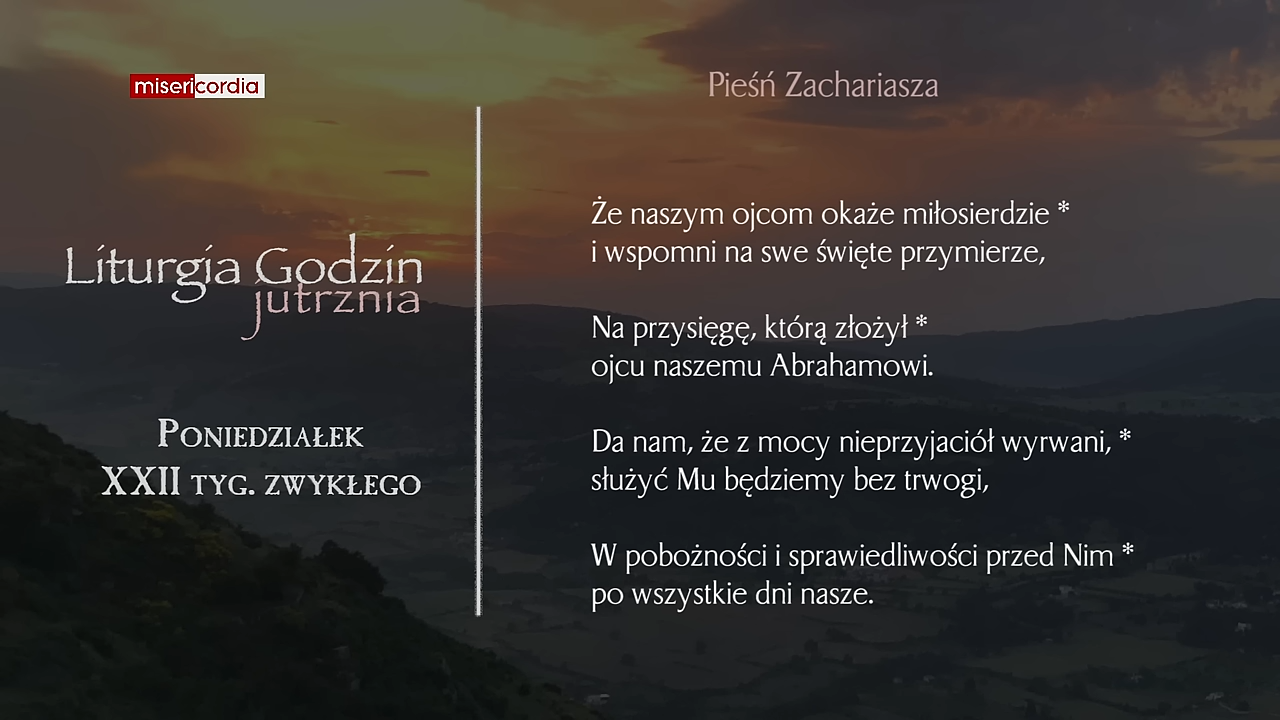 misericordia
Liturgia Godzin
jutrznia
Poniedziałek
XXII tyg. zwykłego
Pieśń Zachariasza
Że naszym ojcom okaże miłosierdzie *
i wspomni na swe święte przymierze,
Na przysięgę, którą złożył *
ojcu naszemu Abrahamowi.
Da nam, że z mocy nieprzyjaciół wyrwani, *
służyć Mu będziemy bez trwogi,
W pobożności i sprawiedliwości przed Nim *
po wszystkie dni nasze.